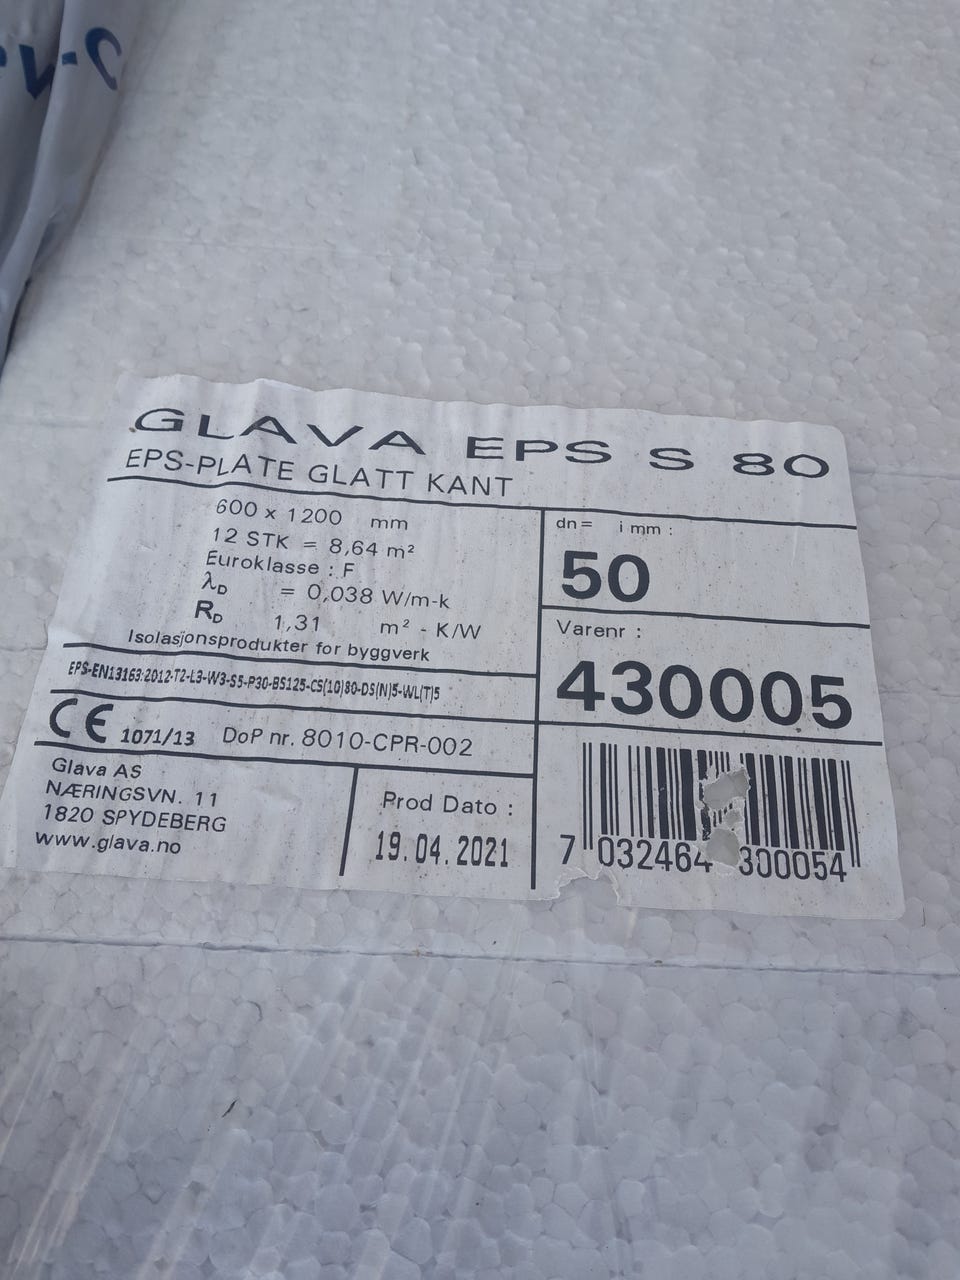 GLAVA EPS S 80
EPS-PLATE GLATT KANT
600 x 1200 mm
12 STK = 8,64 m²
Euroklasse : F
λD = 0,038 W/m-k
RD 1,31 m² - K/W
Isolasjonsprodukter for byggverk
EPS-EN13163:2012-T2-L3-W3-S5-P30-BS125-CS(10)80-DS(N)5-WL(T)5
CE 1071/13 DoP nr. 8010-CPR-002
Glava AS
NÆRINGSVN. 11
1820 SPYDEBERG
www.glava.no
Prod Dato :
19.04.2021
dn = i mm :
50
Varenr :
430005
7 032464 300054